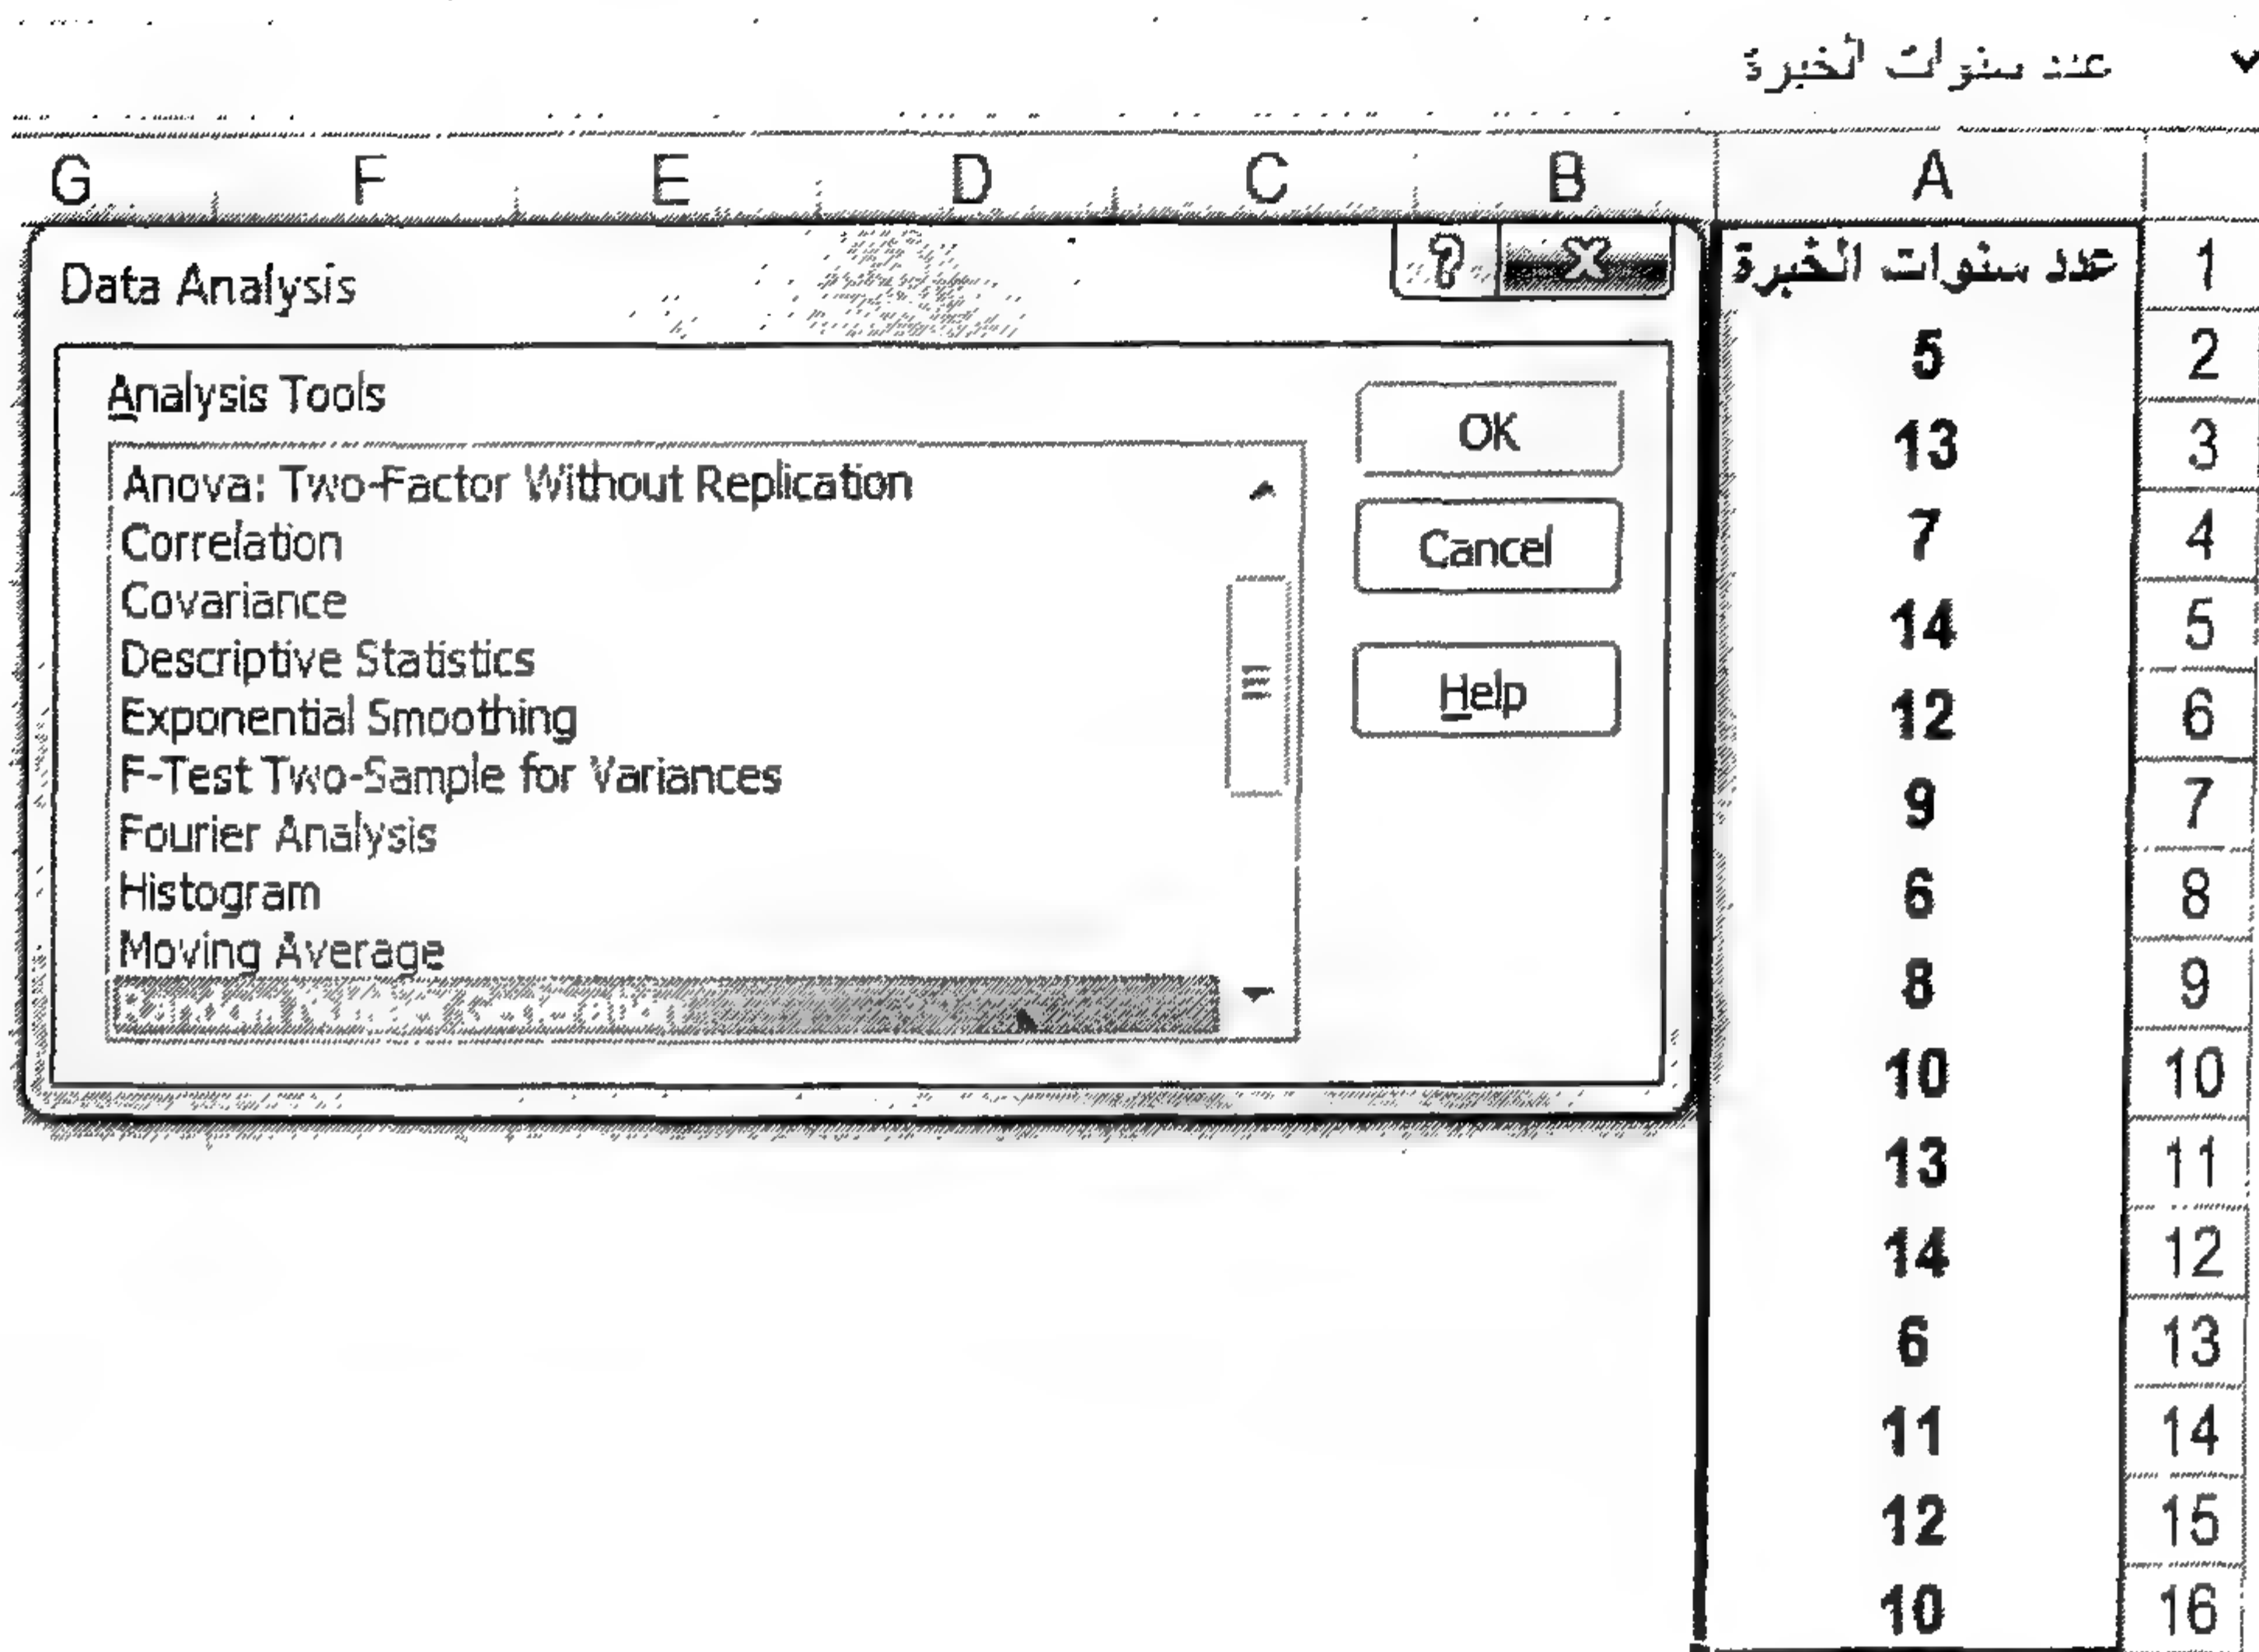 عدد سنوات الخبرة
G F E D C B A
Data Analysis
?
X
Analysis Tools
Anova: Two-Factor Without Replication
Correlation
Covariance
Descriptive Statistics
Exponential Smoothing
F-Test Two-Sample for Variances
Fourier Analysis
Histogram
Moving Average
Random Number Generation
OK
Cancel
Help
عدد سنوات الخبرة 1
5 2
13 3
7 4
14 5
12 6
9 7
6 8
8 9
10 10
13 11
14 12
6 13
11 14
12 15
10 16